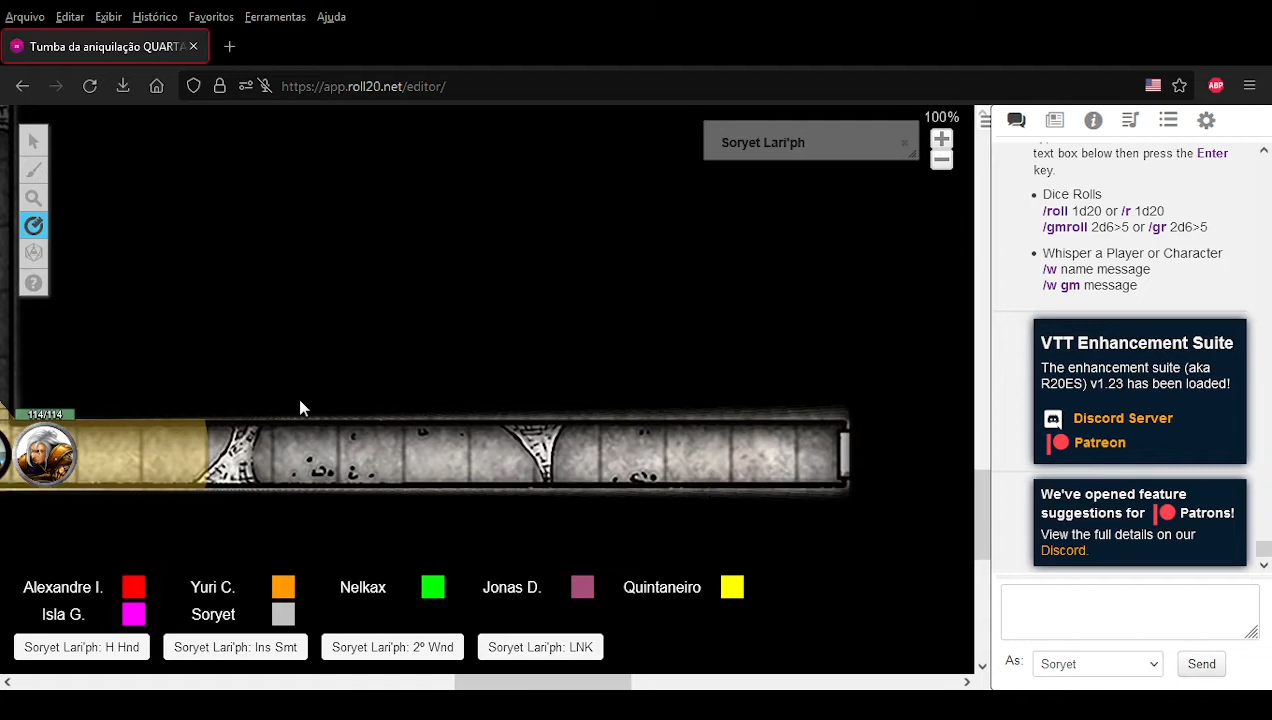 Arquivo Editar Exibir Histórico Favoritos Ferramentas Ajuda
Tumba da aniquilação QUARTA
https://app.roll20.net/editor/
ABP
100%
Soryet Lari'ph
text box below then press the Enter
key.
Dice Rolls
/roll 1d20 or /r 1d20
/gmroll 2d6>5 or /gr 2d6>5
Whisper a Player or Character
/w name message
/w gm message
VTT Enhancement Suite
The enhancement suite (aka
R20ES) v1.23 has been loaded!
Discord Server
Patreon
We've opened feature
suggestions for Patrons!
View the full details on our
Discord.
114/114
Alexandre I. Yuri C. Nelkax Jonas D. Quintaneiro
Isla G. Soryet
Soryet Lari'ph: H Hnd Soryet Lari'ph: Ins Smt Soryet Lari'ph: 2º Wnd Soryet Lari'ph: LNK
As: Soryet Send